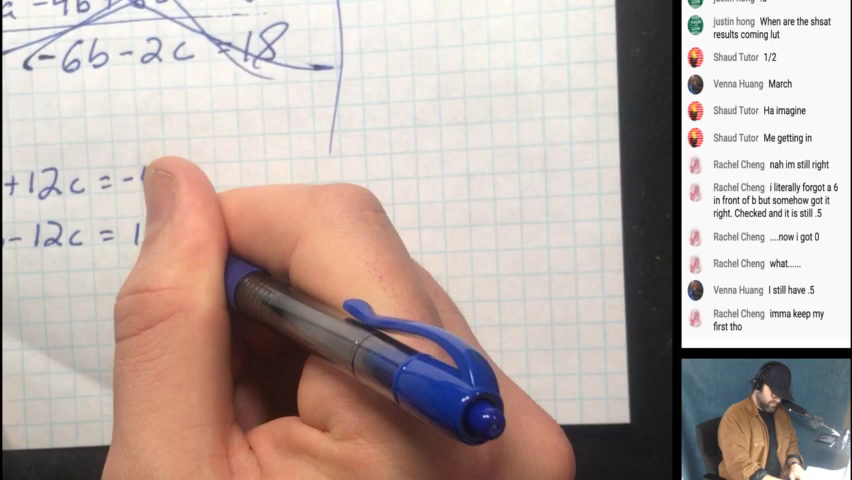 -6b-2c=18
+12c=-
-12c=1
justin hong When are the shsat
results coming lut
Shaud Tutor 1/2
Venna Huang March
Shaud Tutor Ha imagine
Shaud Tutor Me getting in
Rachel Cheng nah im still right
Rachel Cheng i literally forgot a 6
in front of b but somehow got it
right. Checked and it is still .5
Rachel Cheng ....now i got 0
Rachel Cheng what......
Venna Huang I still have .5
Rachel Cheng imma keep my
first tho